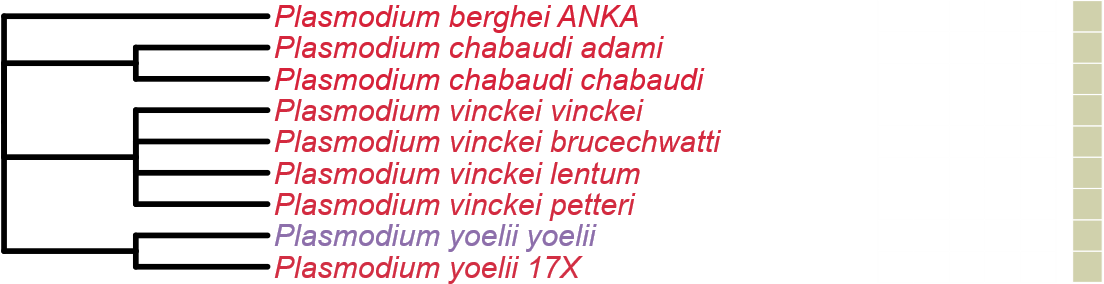 Plasmodium berghei ANKA
Plasmodium chabaudi adami
Plasmodium chabaudi chabaudi
Plasmodium vinckei vinckei
Plasmodium vinckei brucechwatti
Plasmodium vinckei lentum
Plasmodium vinckei petteri
Plasmodium yoelii yoelii
Plasmodium yoelii 17X